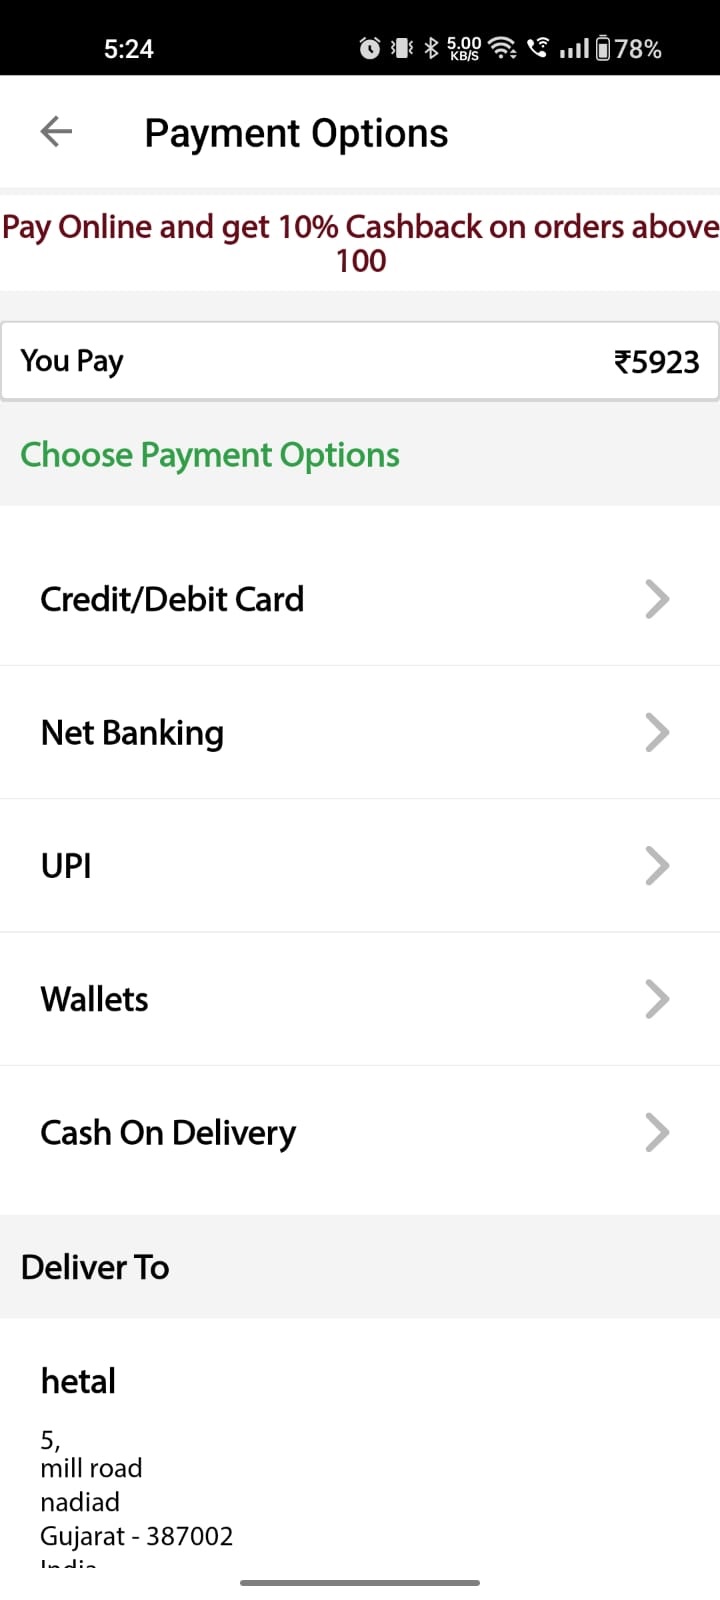 5:24 5.00 KB/S 78%
Payment Options
Pay Online and get 10% Cashback on orders above
100
You Pay ₹5923
Choose Payment Options
Credit/Debit Card
Net Banking
UPI
Wallets
Cash On Delivery
Deliver To
hetal
5,
mill road
nadiad
Gujarat - 387002
India